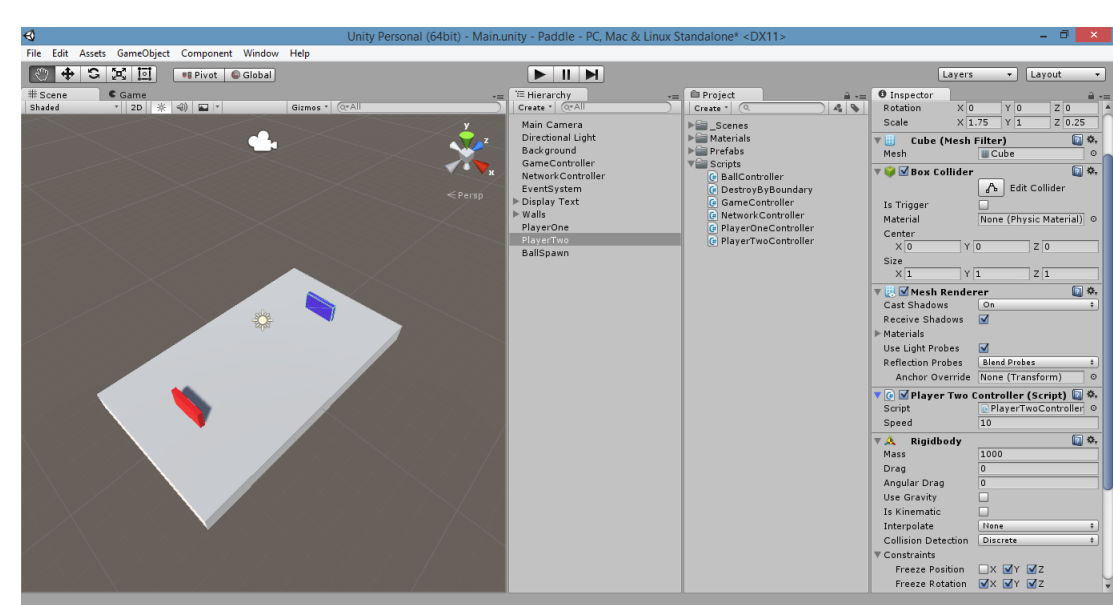 Unity Personal (64bit) - Main.unity - Paddle - PC, Mac & Linux Standalone* <DX11>
File Edit Assets GameObject Component Window Help
Pivot Global Layers Layout
Scene Game
Shaded 2D Gizmos All
y
z
x
Persp
Hierarchy
Create All
Main Camera
Directional Light
Background
GameController
NetworkController
EventSystem
Display Text
Walls
PlayerOne
PlayerTwo
BallSpawn
Project
Create
_Scenes
Materials
Prefabs
Scripts
BallController
DestroyByBoundary
GameController
NetworkController
PlayerOneController
PlayerTwoController
Inspector
Rotation X 0 Y 0 Z 0
Scale X 1.75 Y 1 Z 0.25
Cube (Mesh Filter)
Mesh Cube
Box Collider
Edit Collider
Is Trigger
Material None (Physic Material)
Center
X 0 Y 0 Z 0
Size
X 1 Y 1 Z 1
Mesh Renderer
Cast Shadows On
Receive Shadows
Materials
Use Light Probes
Reflection Probes Blend Probes
Anchor Override None (Transform)
Player Two Controller (Script)
Script PlayerTwoController
Speed 10
Rigidbody
Mass 1000
Drag 0
Angular Drag 0
Use Gravity
Is Kinematic
Interpolate None
Collision Detection Discrete
Constraints
Freeze Position X Y Z
Freeze Rotation X Y Z